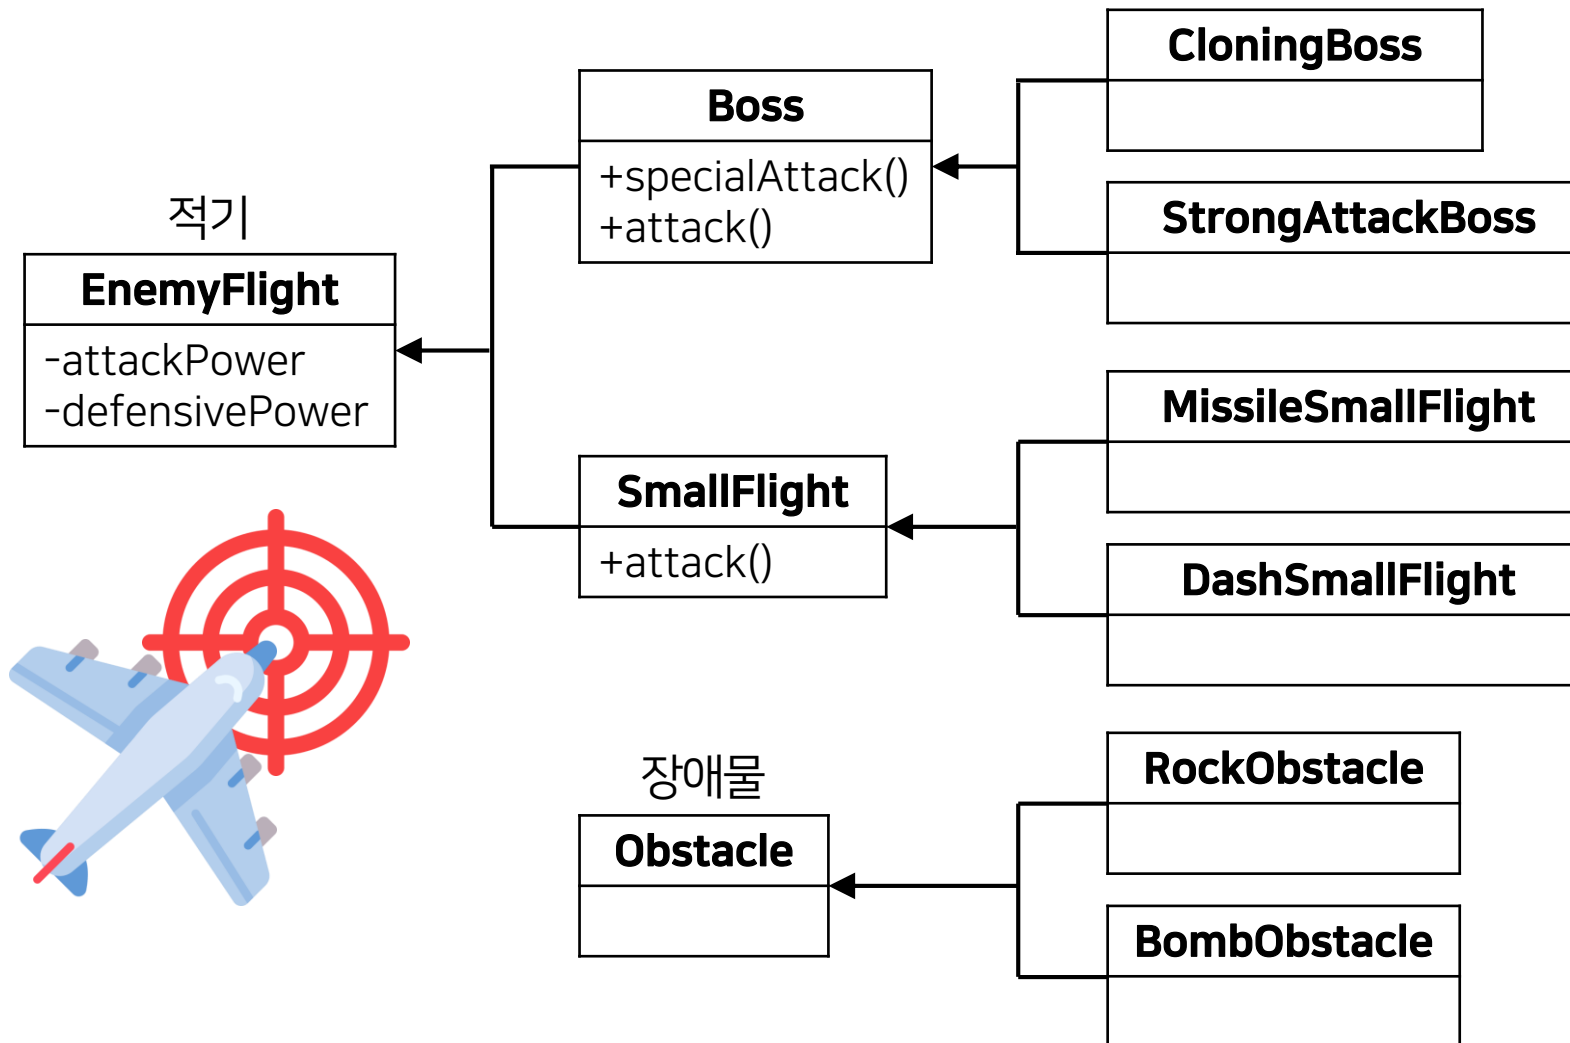 적기
EnemyFlight
-attackPower
-defensivePower
Boss
+specialAttack()
+attack()
SmallFlight
+attack()
CloningBoss
StrongAttackBoss
MissileSmallFlight
DashSmallFlight
장애물
Obstacle
RockObstacle
BombObstacle